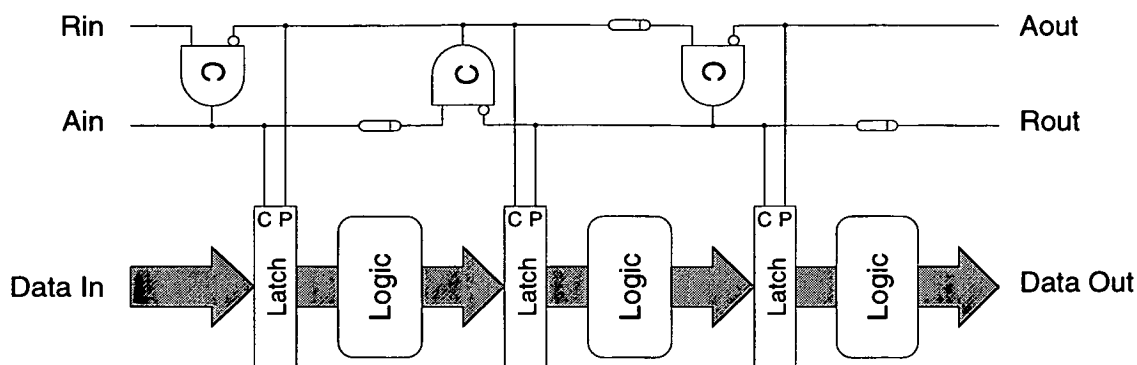 Rin
Aout
C
C
C
Ain
Rout
C P
C P
C P
Data In
Latch
Logic
Latch
Logic
Latch
Logic
Data Out